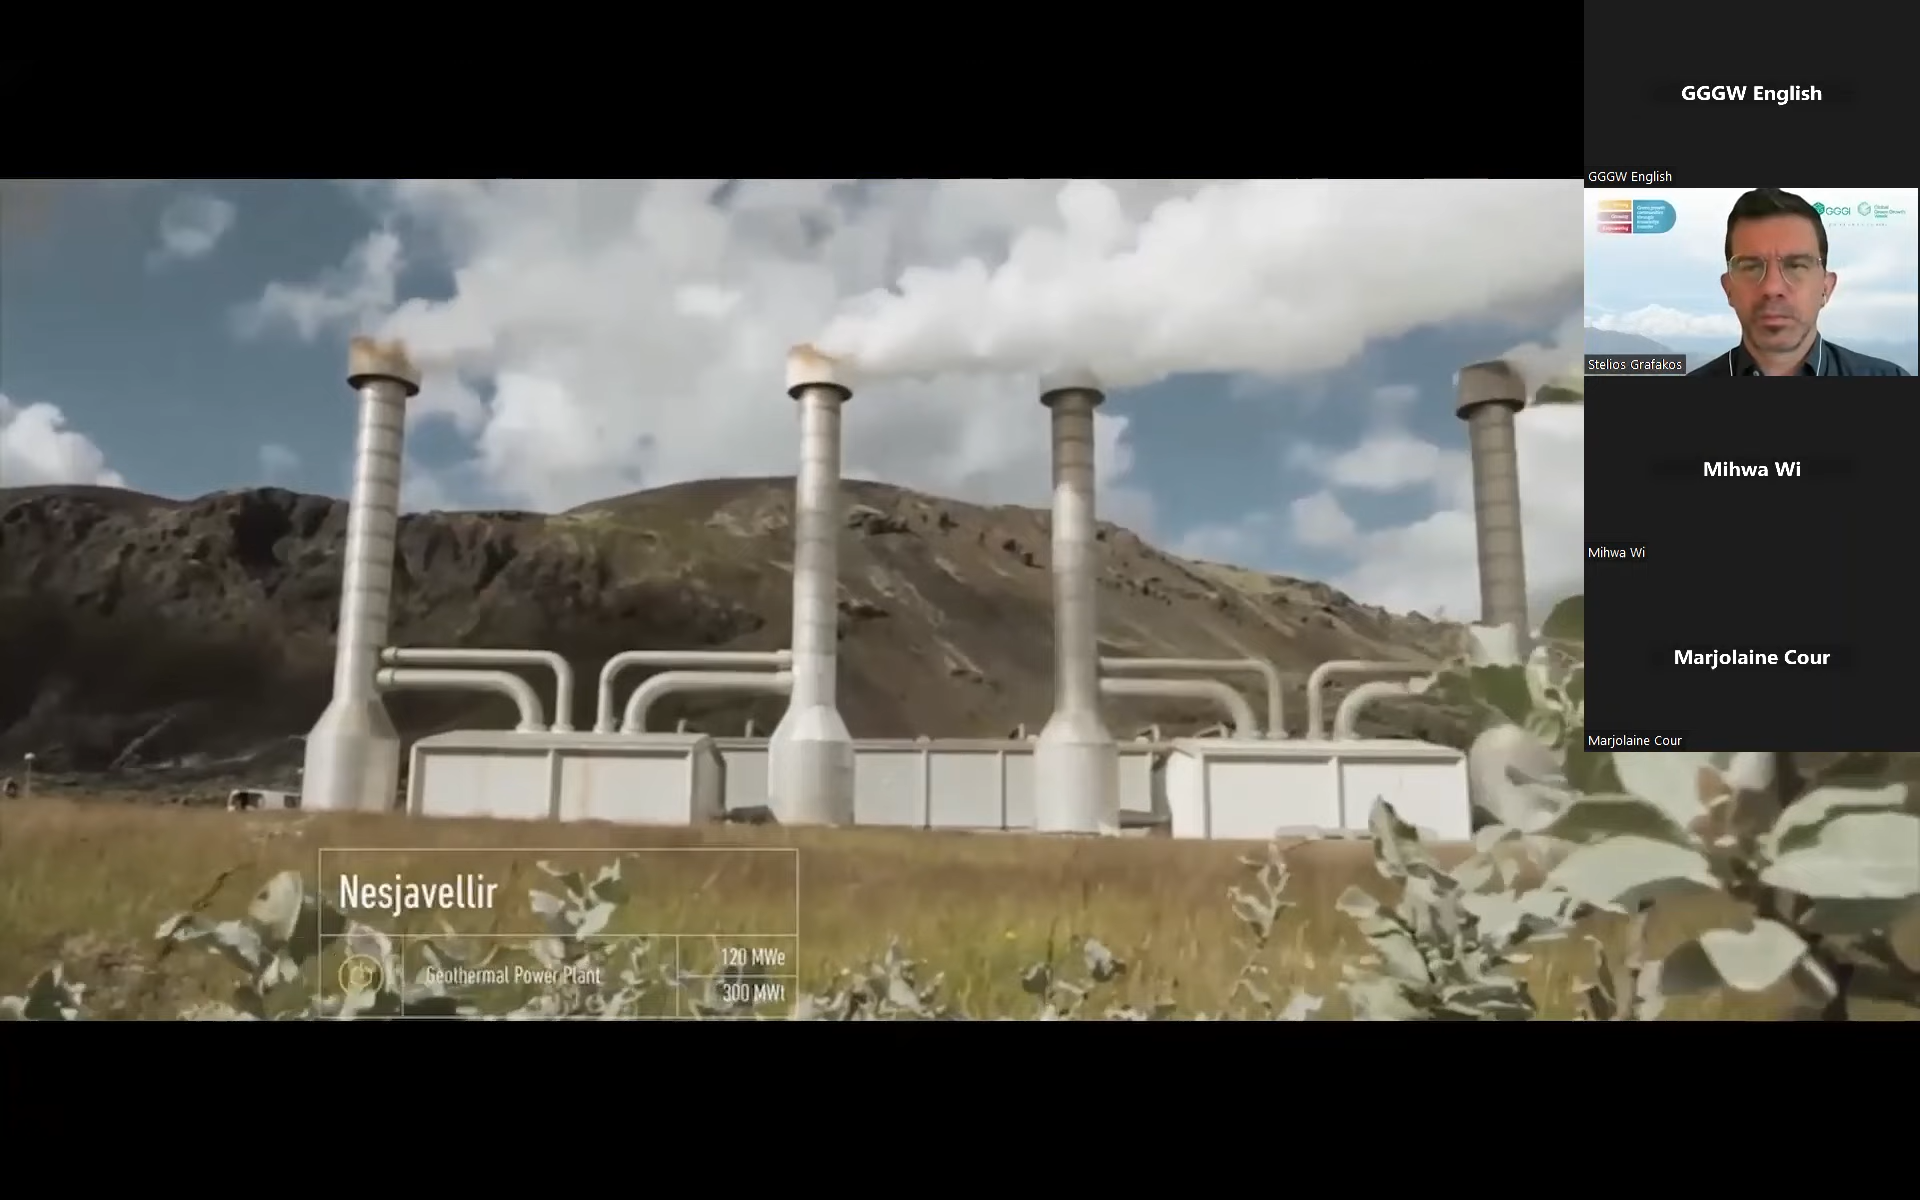 Nesjavellir
Geothermal Power Plant
120 MWe
300 MWt
GGGW English
GGGW English
GGGI
Stelios Grafakos
Mihwa Wi
Mihwa Wi
Marjolaine Cour
Marjolaine Cour